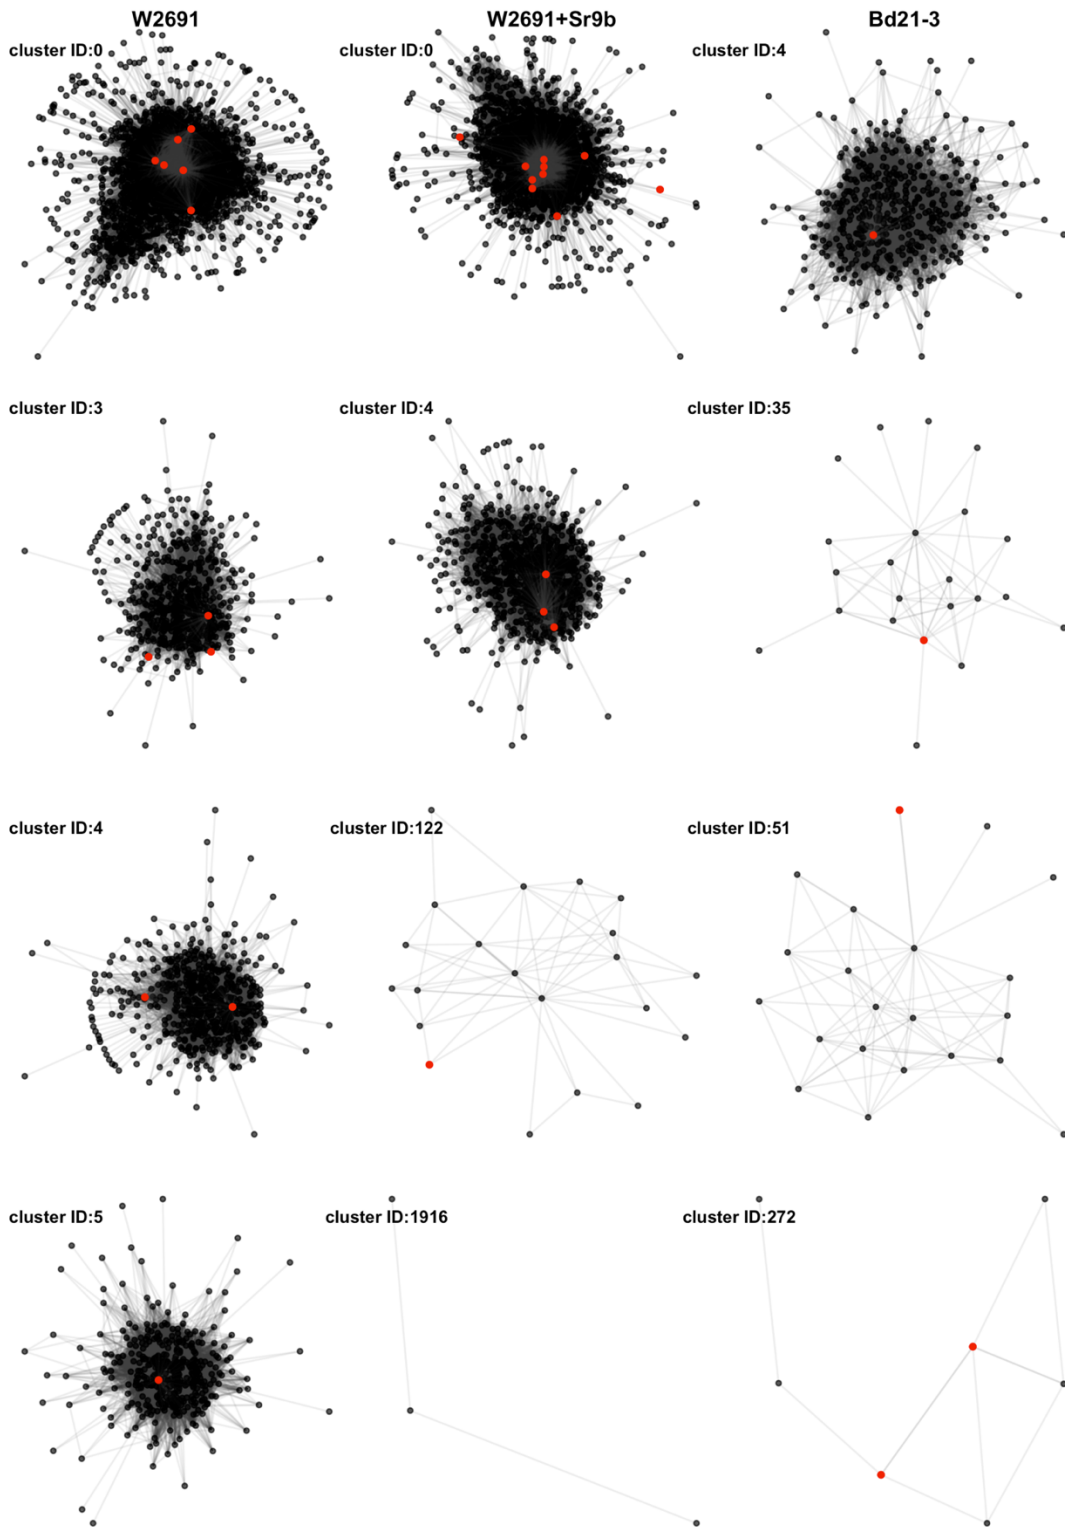 W2691 W2691+Sr9b Bd21-3
cluster ID:0 cluster ID:0 cluster ID:4
cluster ID:3 cluster ID:4 cluster ID:35
cluster ID:4 cluster ID:122 cluster ID:51
cluster ID:5 cluster ID:1916 cluster ID:272